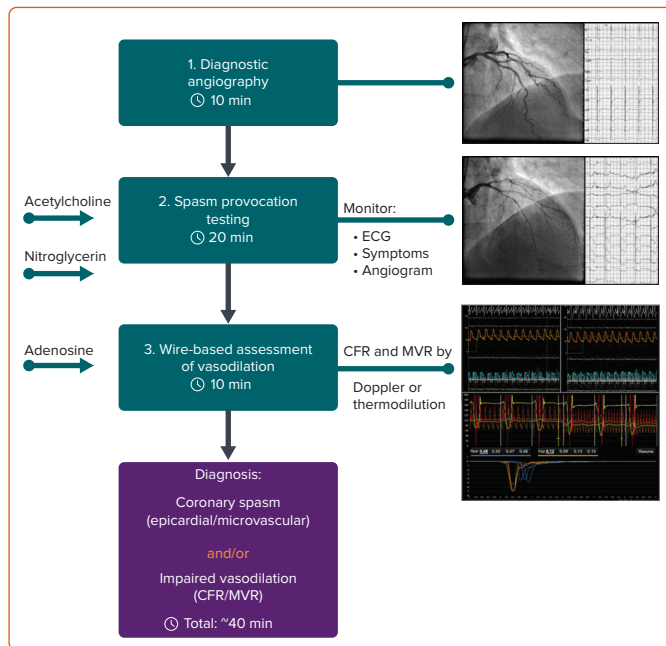 1. Diagnostic
angiography
10 min
Acetylcholine
Nitroglycerin
2. Spasm provocation
testing
20 min
Monitor:
• ECG
• Symptoms
• Angiogram
Adenosine
3. Wire-based assessment
of vasodilation
10 min
CFR and MVR by
Doppler or
thermodilution
Resume
Diagnosis:
Coronary spasm
(epicardial/microvascular)
and/or
Impaired vasodilation
(CFR/MVR)
Total: ~40 min